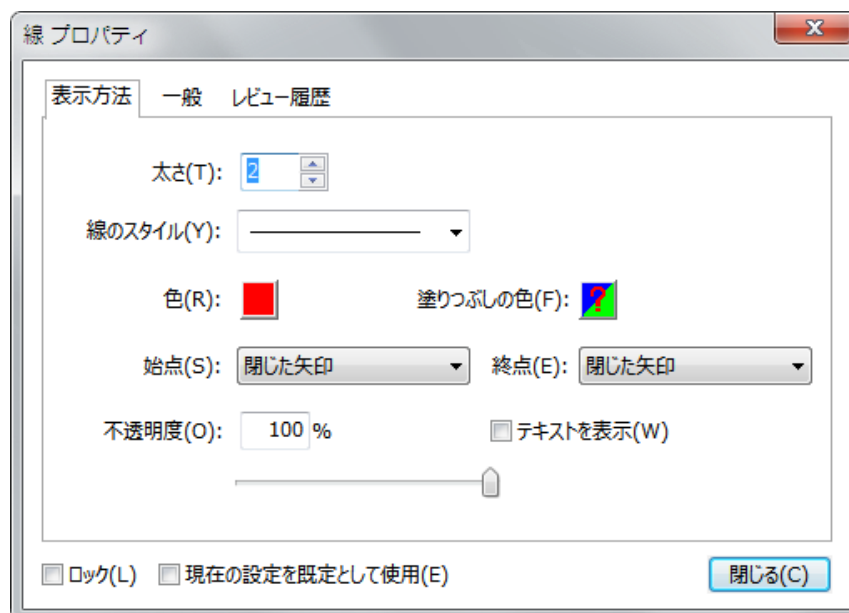 線 プロパティ
表示方法 一般 レビュー履歴
太さ(T): 2
線のスタイル(Y):
色(R): 塗りつぶしの色(F): ?
始点(S): 閉じた矢印 終点(E): 閉じた矢印
不透明度(O): 100 % テキストを表示(W)
ロック(L) 現在の設定を既定として使用(E) 閉じる(C)